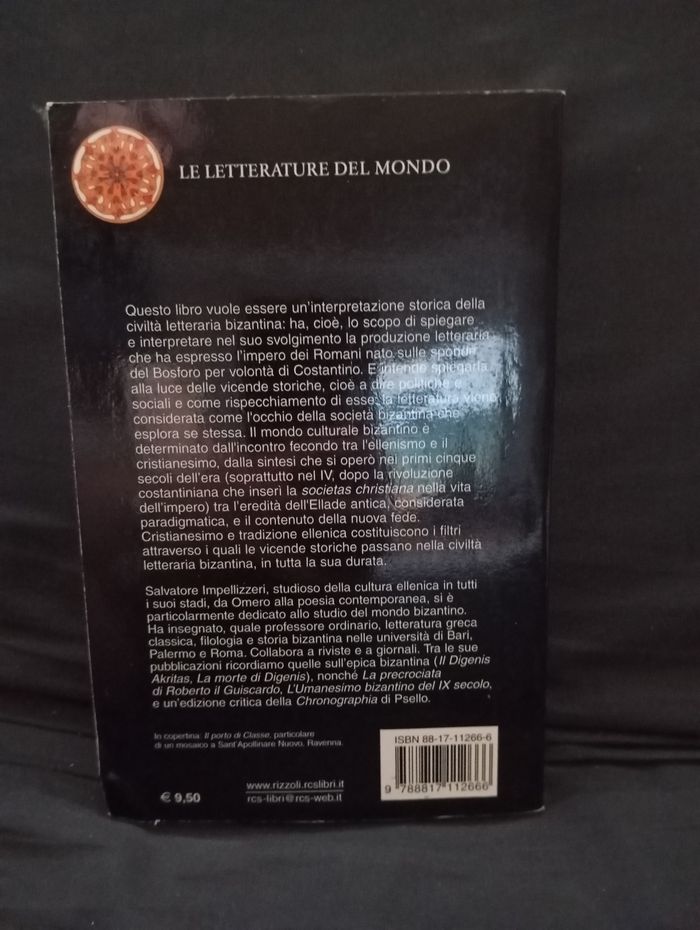 LE LETTERATURE DEL MONDO
Questo libro vuole essere un'interpretazione storica della
civiltà letteraria bizantina: ha, cioè, lo scopo di spiegare
e interpretare nel suo svolgimento la produzione letteraria
che ha espresso l'impero dei Romani nato sulle sponde
del Bosforo per volontà di Costantino. E intende spiegarla
alla luce delle vicende storiche, cioè a dire politiche e
sociali e come rispecchiamento di esse: la letteratura viene
considerata come l'occhio della società bizantina che
esplora se stessa. Il mondo culturale bizantino è
determinato dall'incontro fecondo tra l'ellenismo e il
cristianesimo, dalla sintesi che si operò nei primi cinque
secoli dell'era (soprattutto nel IV, dopo la rivoluzione
costantiniana che inserì la societas christiana nella vita
dell'impero) tra l'eredità dell'Ellade antica, considerata
paradigmatica, e il contenuto della nuova fede.
Cristianesimo e tradizione ellenica costituiscono i filtri
attraverso i quali le vicende storiche passano nella civiltà
letteraria bizantina, in tutta la sua durata.
Salvatore Impellizzeri, studioso della cultura ellenica in tutti
i suoi stadi, da Omero alla poesia contemporanea, si è
particolarmente dedicato allo studio del mondo bizantino.
Ha insegnato, quale professore ordinario, letteratura greca
classica, filologia e storia bizantina nelle università di Bari,
Palermo e Roma. Collabora a riviste e a giornali. Tra le sue
pubblicazioni ricordiamo quelle sull'epica bizantina (Il Digenis
Akritas, La morte di Digenis), nonché La precrociata
di Roberto il Guiscardo, L'Umanesimo bizantino del IX secolo,
e un'edizione critica della Chronographia di Psello.
In copertina: Il porto di Classe, particolare
di un mosaico a Sant'Apollinare Nuovo, Ravenna.
€ 9,50
www.rizzoli.rcslibri.it
rcs-libri@rcs-web.it
ISBN 88-17-11266-6
9 788817 112666